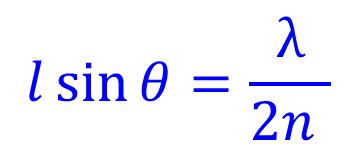 l sin θ = λ / 2n